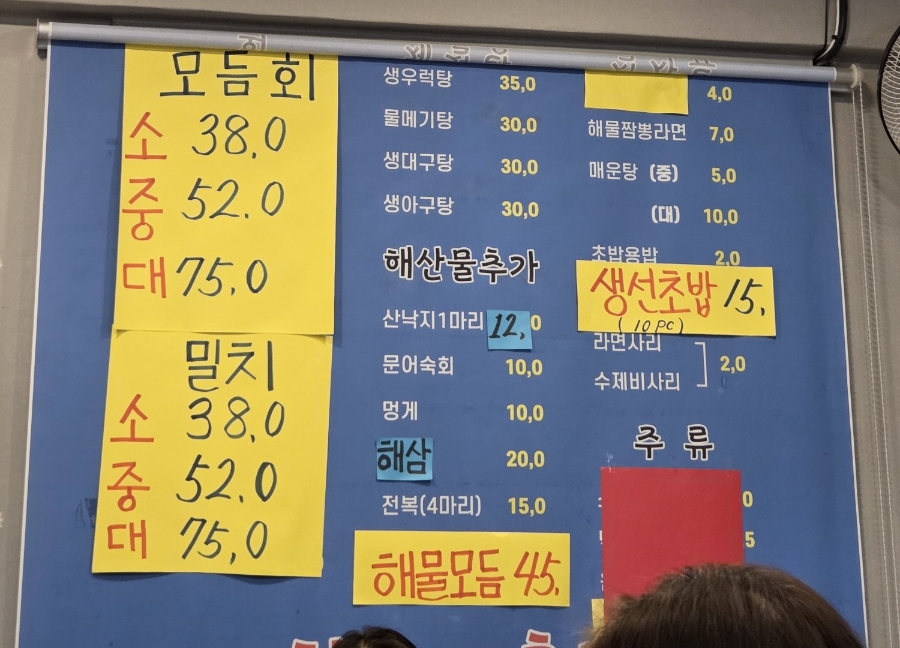 모듬회
소 38.0
중 52.0
대 75.0
밀치
소 38.0
중 52.0
대 75.0
생우럭탕 35,0
물메기탕 30,0
생대구탕 30,0
생아구탕 30,0
해산물추가
산낙지1마리 12,0
문어숙회 10,0
멍게 10,0
해삼 20,0
전복(4마리) 15,0
해물모듬 45.
4,0
해물짬뽕라면 7,0
매운탕 (중) 5,0
(대) 10,0
초밥용밥 2,0
생선초밥 15,
(10 PC)
라면사리
수제비사리 2,0
주 류
0
5